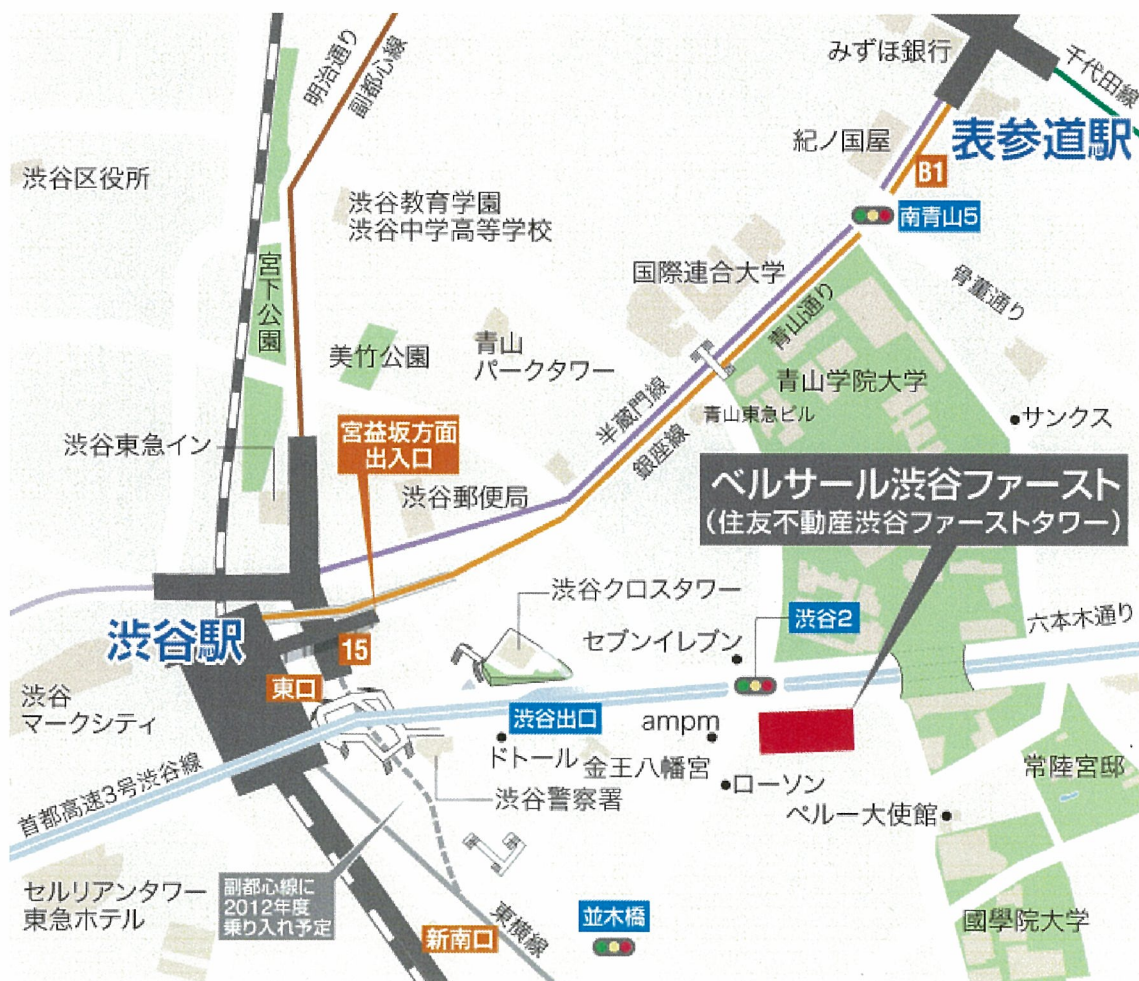 みずほ銀行
千代田線
明治通り
副都心線
紀ノ国屋
表参道駅
B1
渋谷区役所
渋谷教育学園
渋谷中学高等学校
南青山5
国際連合大学
骨董通り
宮下公園
青山通り
美竹公園
青山
パークタワー
青山学院大学
半蔵門線
銀座線
青山東急ビル
サンクス
渋谷東急イン
宮益坂方面
出入口
渋谷郵便局
ベルサール渋谷ファースト
(住友不動産渋谷ファーストタワー)
渋谷クロスタワー
渋谷2
六本木通り
渋谷駅
15
セブンイレブン
東口
渋谷
マークシティ
渋谷出口
ampm
ドトール
金王八幡宮
常陸宮邸
首都高速3号渋谷線
渋谷警察署
ローソン
ペルー大使館
セルリアンタワー
東急ホテル
副都心線に
2012年度
乗り入れ予定
東横線
並木橋
新南口
國學院大学